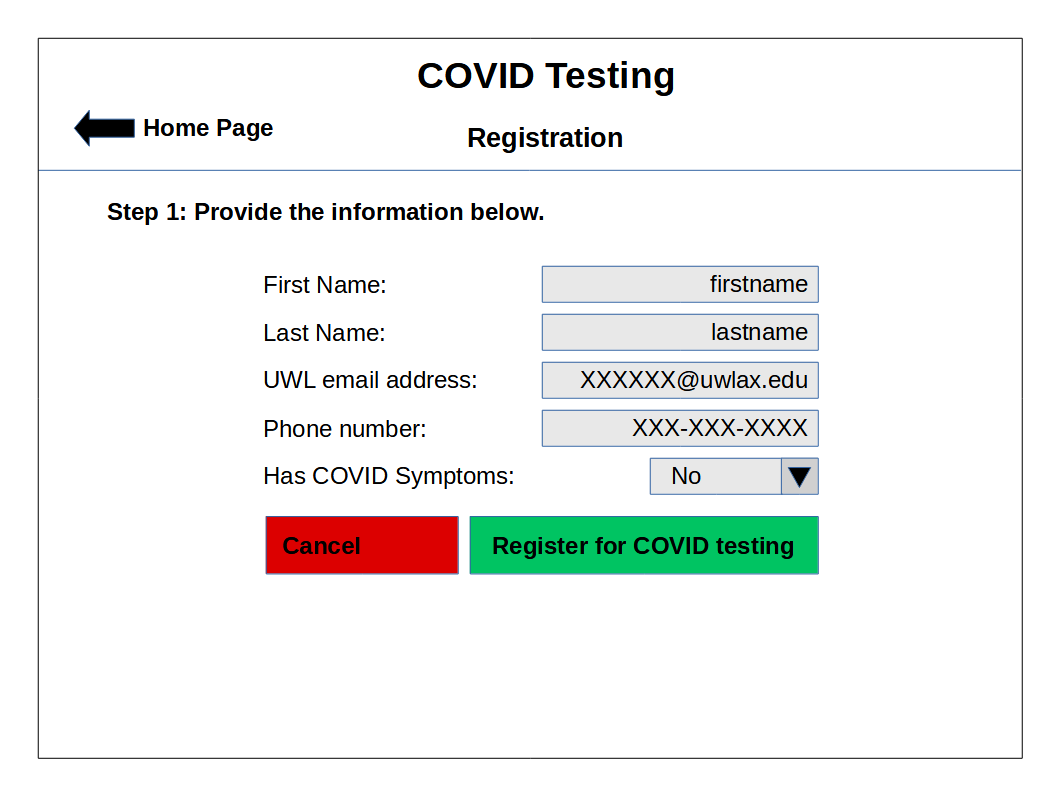 COVID Testing
Home Page
Registration
Step 1: Provide the information below.
First Name: firstname
Last Name: lastname
UWL email address: XXXXXX@uwlax.edu
Phone number: XXX-XXX-XXXX
Has COVID Symptoms: No
Cancel Register for COVID testing